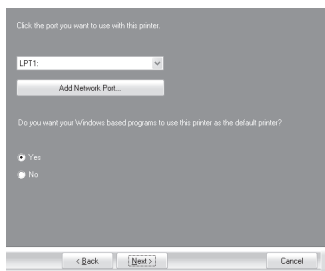 Click the port you want to use with this printer.
LPT1:
Add Network Port...
Do you want your Windows based programs to use this printer as the default printer?
Yes
No
< Back
Next >
Cancel